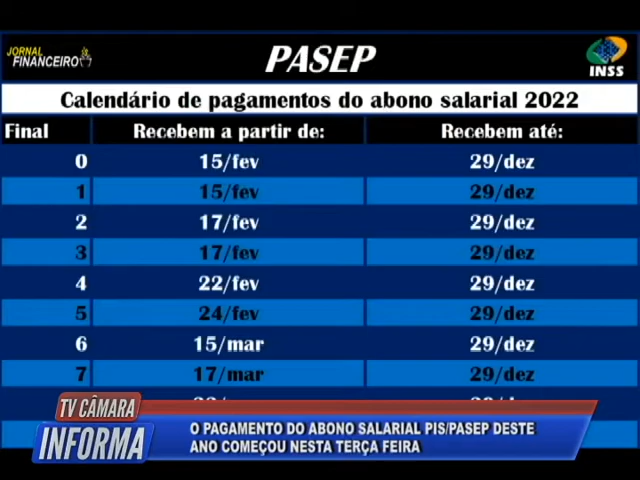 JORNAL
FINANCEIRO
PASEP
INSS
Calendário de pagamentos do abono salarial 2022
Final Recebem a partir de: Recebem até:
0 15/fev 29/dez
1 15/fev 29/dez
2 17/fev 29/dez
3 17/fev 29/dez
4 22/fev 29/dez
5 24/fev 29/dez
6 15/mar 29/dez
7 17/mar 29/dez
TV CÂMARA
INFORMA
O PAGAMENTO DO ABONO SALARIAL PIS/PASEP DESTE
ANO COMEÇOU NESTA TERÇA FEIRA